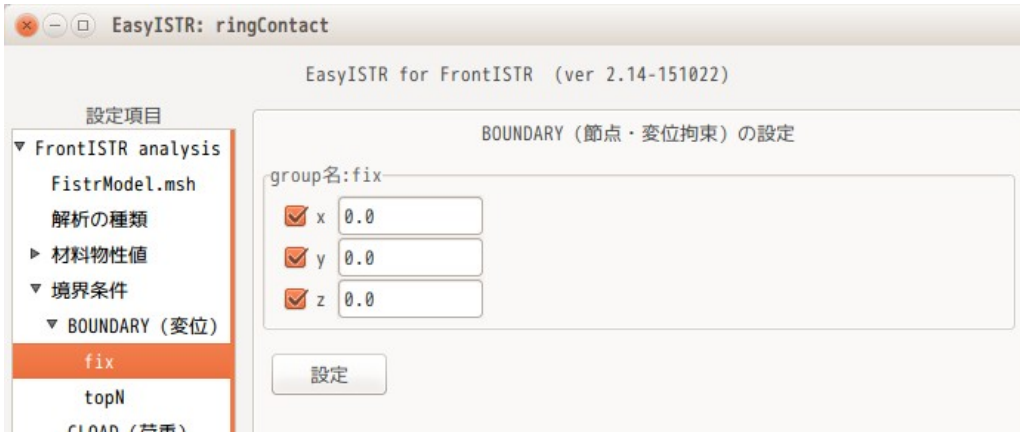 EasyISTR: ringContact
EasyISTR for FrontISTR (ver 2.14-151022)
設定項目
FrontISTR analysis
FistrModel.msh
解析の種類
材料物性値
境界条件
BOUNDARY (変位)
fix
topN
CLOAD (荷重)
BOUNDARY (節点・変位拘束) の設定
group名:fix
x 0.0
y 0.0
z 0.0
設定